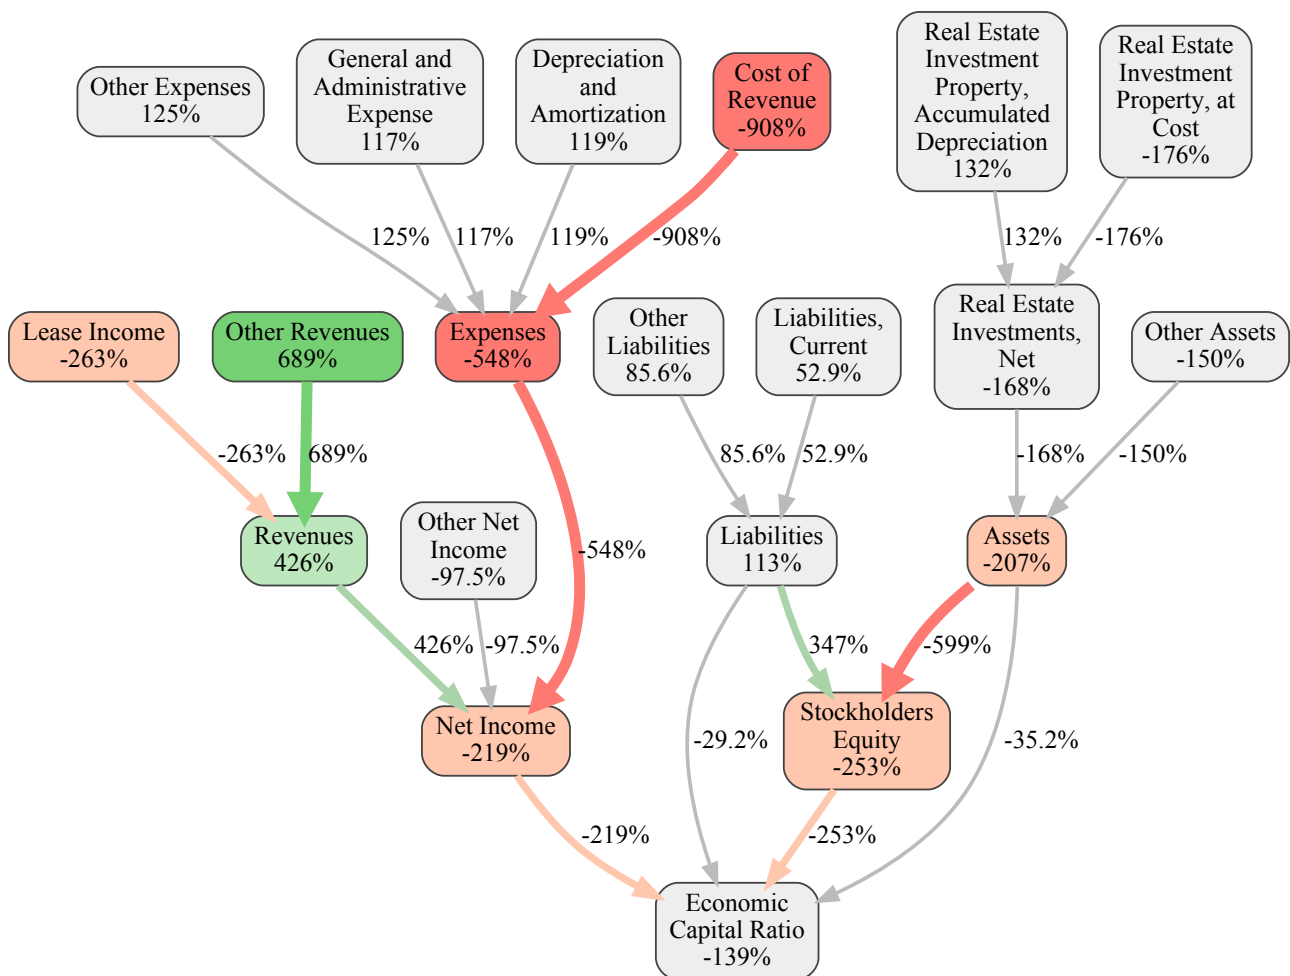 Other Expenses
125%
General and
Administrative
Expense
117%
Depreciation
and
Amortization
119%
Cost of
Revenue
-908%
Real Estate
Investment
Property,
Accumulated
Depreciation
132%
Real Estate
Investment
Property, at
Cost
-176%
125%
117%
119%
-908%
132%
-176%
Lease Income
-263%
Other Revenues
689%
Expenses
-548%
Other
Liabilities
85.6%
Liabilities,
Current
52.9%
Real Estate
Investments,
Net
-168%
Other Assets
-150%
-263%
689%
85.6%
52.9%
-168%
-150%
Revenues
426%
Other Net
Income
-97.5%
-548%
Liabilities
113%
Assets
-207%
426%
-97.5%
347%
-599%
Net Income
-219%
-29.2%
Stockholders
Equity
-253%
-35.2%
-219%
-253%
Economic
Capital Ratio
-139%